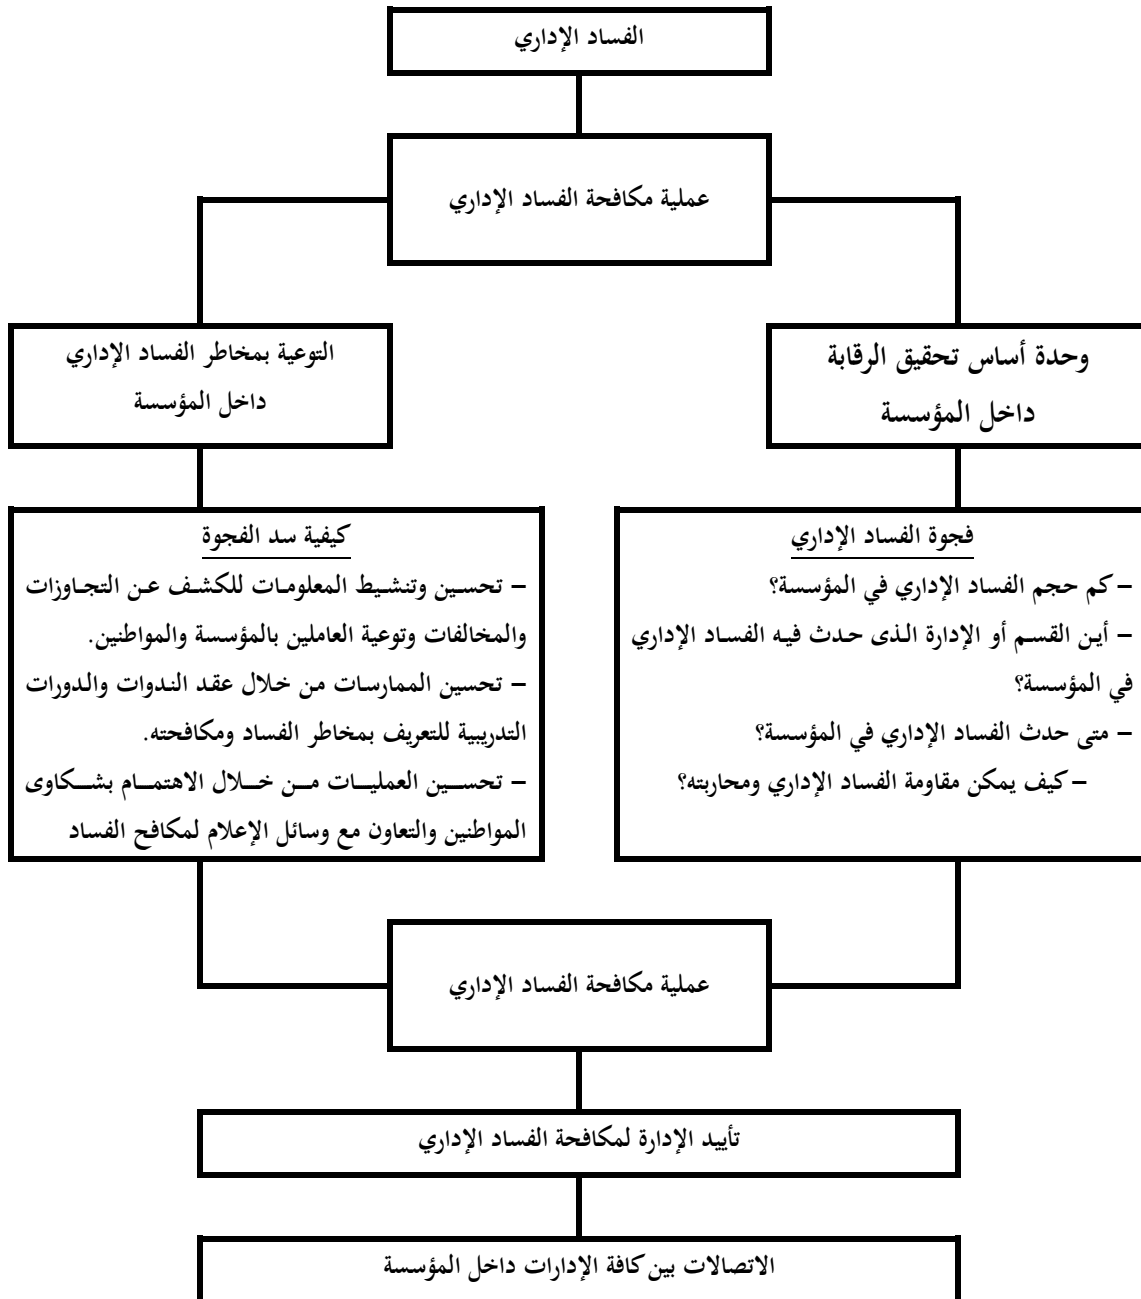 الفساد الإداري
عملية مكافحة الفساد الإداري
وحدة أساس تحقيق الرقابة
داخل المؤسسة
التوعية بمخاطر الفساد الإداري
داخل المؤسسة
فجوة الفساد الإداري
– كم حجم الفساد الإداري في المؤسسة؟
– أين القسم أو الإدارة الذى حدث فيه الفساد الإداري
في المؤسسة؟
– متى حدث الفساد الإداري في المؤسسة؟
– كيف يمكن مقاومة الفساد الإداري ومحاربته؟
كيفية سد الفجوة
– تحسين وتنشيط المعلومات للكشف عن التجاوزات
والمخالفات وتوعية العاملين بالمؤسسة والمواطنين.
– تحسين الممارسات من خلال عقد الندوات والدورات
التدريبية للتعريف بمخاطر الفساد ومكافحته.
– تحسين العمليات من خلال الاهتمام بشكاوى
المواطنين والتعاون مع وسائل الإعلام لمكافح الفساد
عملية مكافحة الفساد الإداري
تأييد الإدارة لمكافحة الفساد الإداري
الاتصالات بين كافة الإدارات داخل المؤسسة